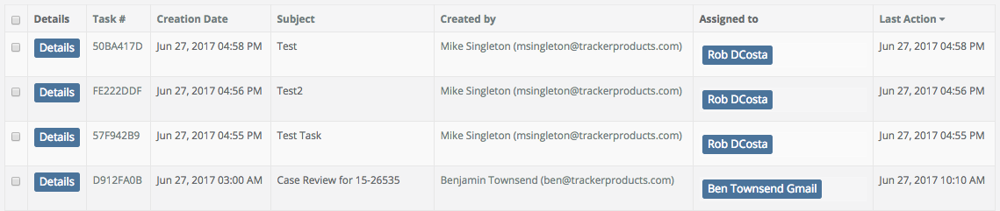 Details Task # Creation Date Subject Created by Assigned to Last Action
Details 50BA417D Jun 27, 2017 04:58 PM Test Mike Singleton (msingleton@trackerproducts.com) Rob DCosta Jun 27, 2017 04:58 PM
Details FE222DDF Jun 27, 2017 04:56 PM Test2 Mike Singleton (msingleton@trackerproducts.com) Rob DCosta Jun 27, 2017 04:56 PM
Details 57F942B9 Jun 27, 2017 04:55 PM Test Task Mike Singleton (msingleton@trackerproducts.com) Rob DCosta Jun 27, 2017 04:55 PM
Details D912FA0B Jun 27, 2017 03:00 AM Case Review for 15-26535 Benjamin Townsend (ben@trackerproducts.com) Ben Townsend Gmail Jun 27, 2017 10:10 AM